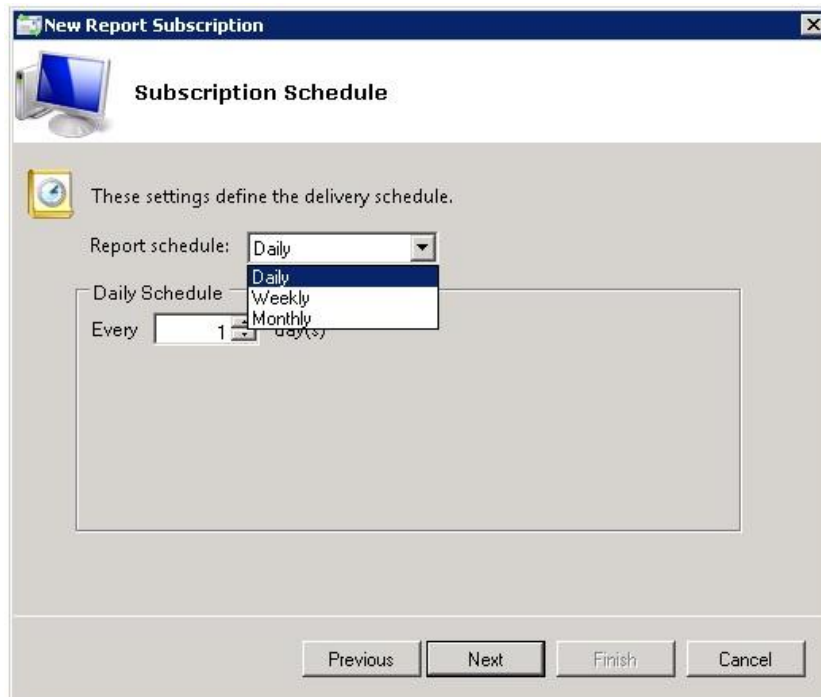 New Report Subscription
Subscription Schedule
These settings define the delivery schedule.
Report schedule: Daily
Daily
Weekly
Monthly
Daily Schedule
Every 1 day(s)
Previous Next Finish Cancel